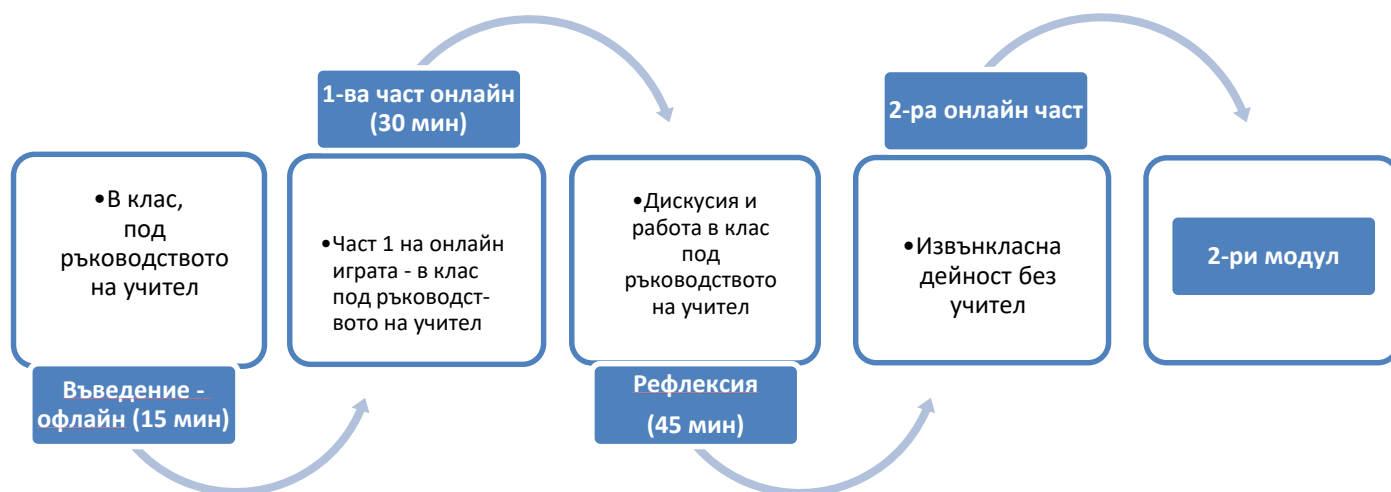 •В клас,
под
ръководството
на учител
Въведение -
офлайн (15 мин)
1-ва част онлайн
(30 мин)
•Част 1 на онлайн
играта - в клас
под ръководст-
вото на учител
•Дискусия и
работа в клас
под
ръководството
на учител
Рефлексия
(45 мин)
2-ра онлайн част
•Извънкласна
дейност без
учител
2-ри модул